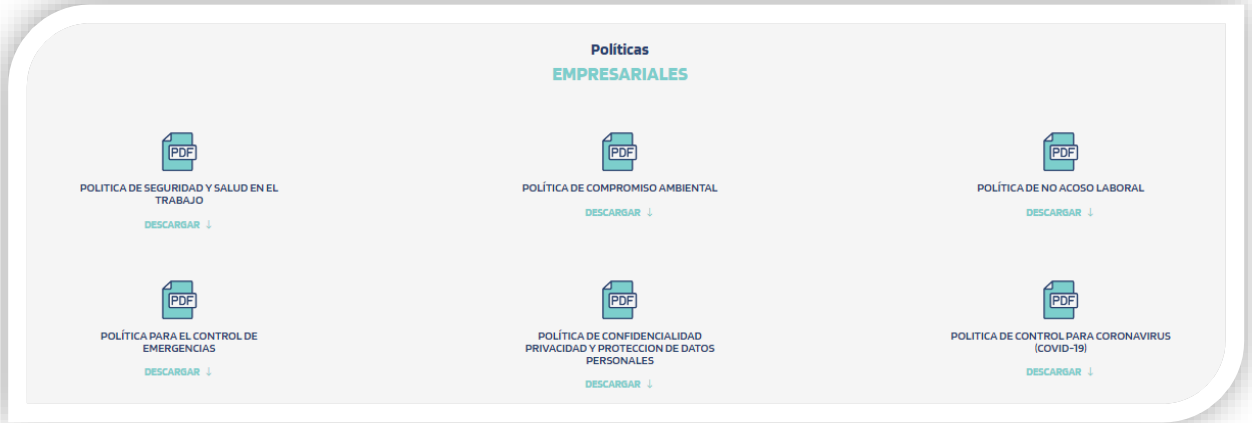 Políticas
EMPRESARIALES
PDF
POLITICA DE SEGURIDAD Y SALUD EN EL
TRABAJO
DESCARGAR ↓
PDF
POLÍTICA DE COMPROMISO AMBIENTAL
DESCARGAR ↓
PDF
POLÍTICA DE NO ACOSO LABORAL
DESCARGAR ↓
PDF
POLÍTICA PARA EL CONTROL DE
EMERGENCIAS
DESCARGAR ↓
PDF
POLÍTICA DE CONFIDENCIALIDAD
PRIVACIDAD Y PROTECCION DE DATOS
PERSONALES
DESCARGAR ↓
PDF
POLITICA DE CONTROL PARA CORONAVIRUS
(COVID-19)
DESCARGAR ↓